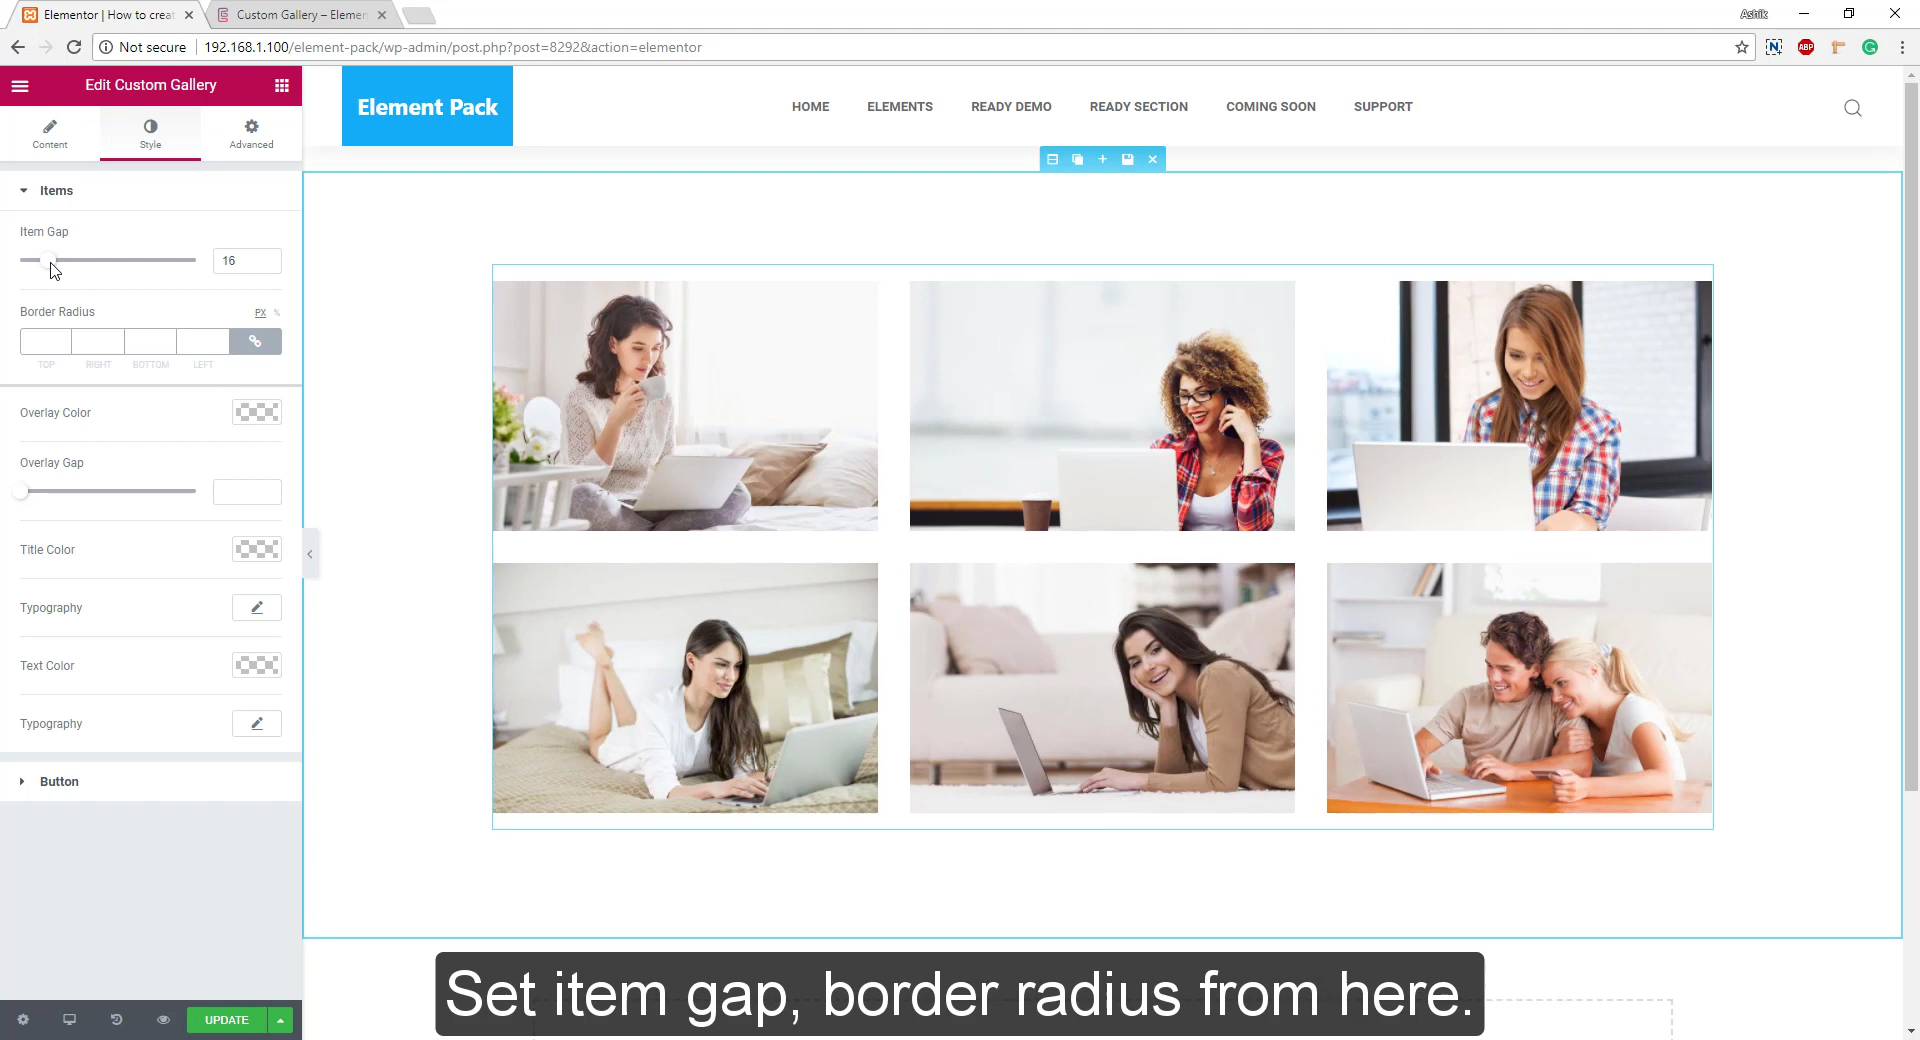 Elementor | How to creat
Custom Gallery – Elemen
Ashik
Not secure
192.168.1.100/element-pack/wp-admin/post.php?post=8292&action=elementor
N
ABP
G
Edit Custom Gallery
Content
Style
Advanced
Items
Item Gap
16
Border Radius
PX %
TOP RIGHT BOTTOM LEFT
Overlay Color
Overlay Gap
Title Color
Typography
Text Color
Typography
Button
UPDATE
Element Pack
HOME ELEMENTS READY DEMO READY SECTION COMING SOON SUPPORT
Set item gap, border radius from here.